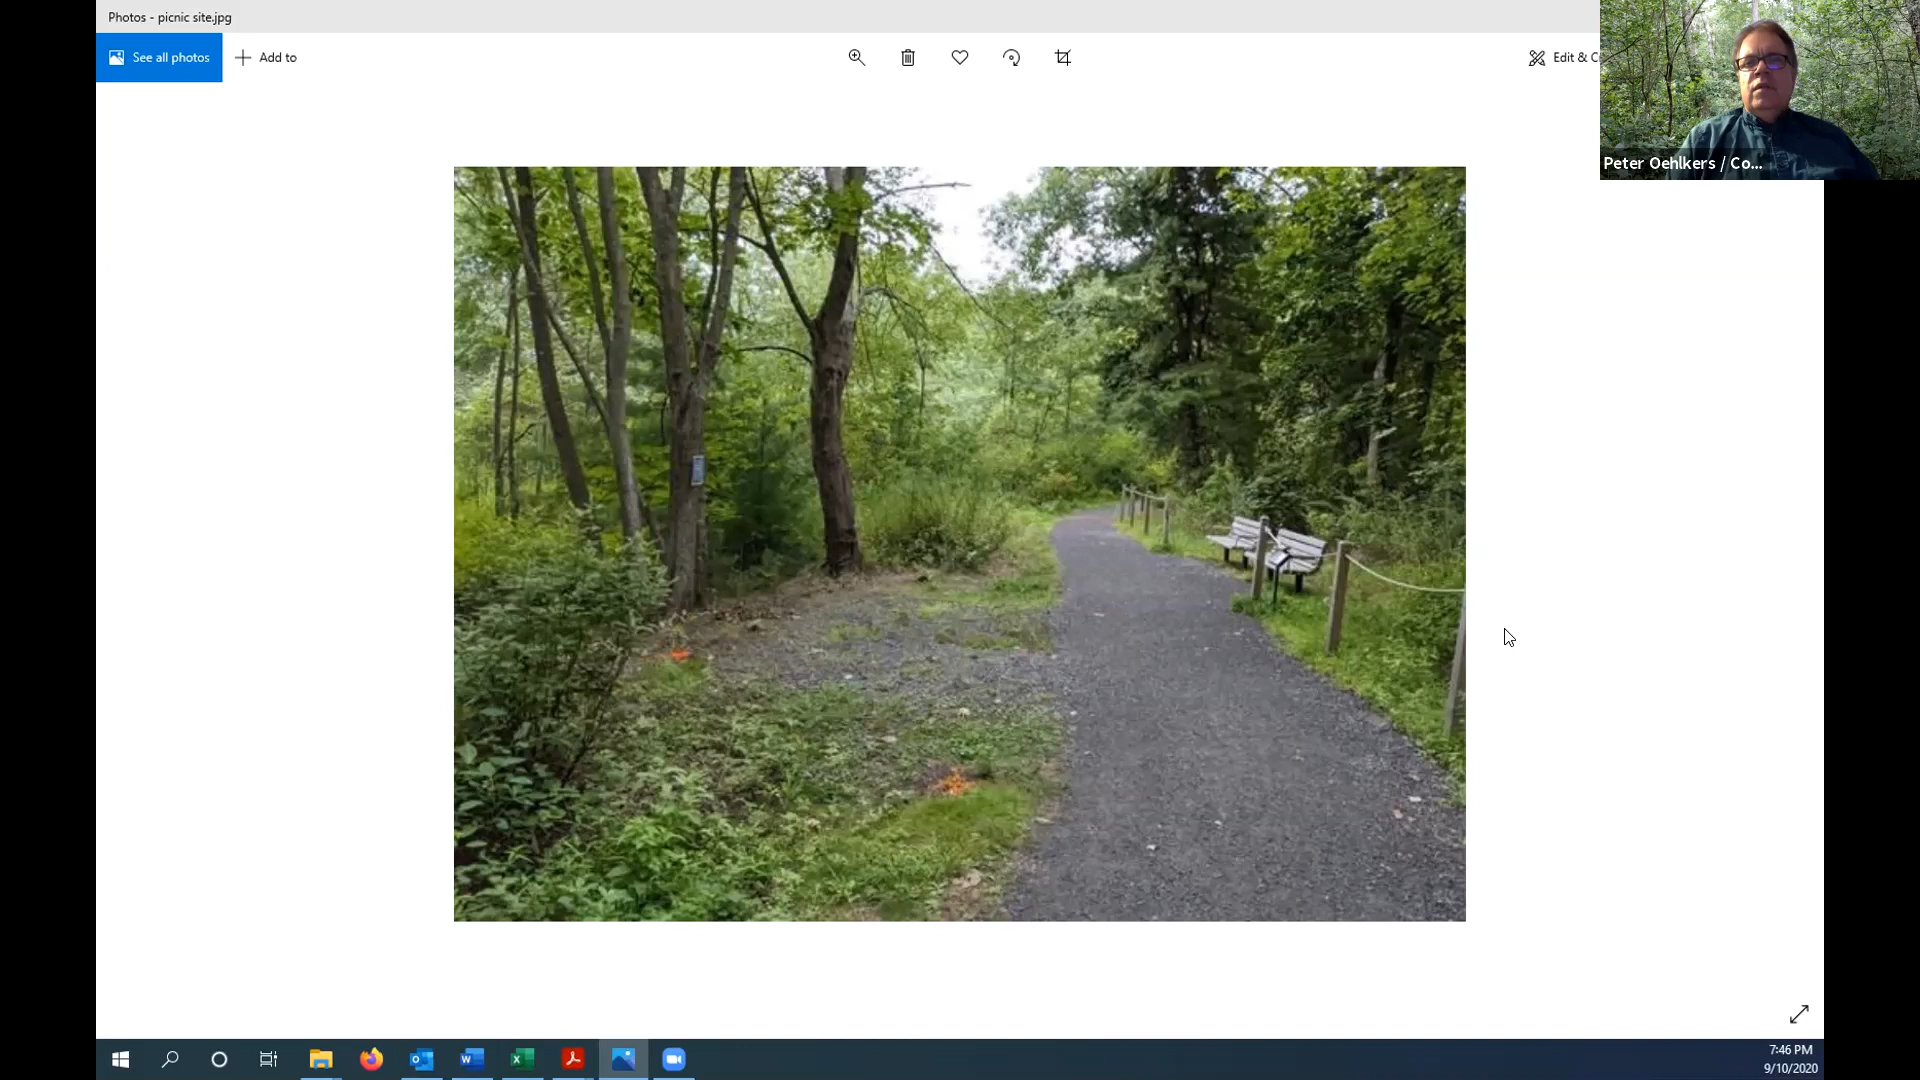 Photos - picnic site.jpg
See all photos
Add to
Edit & C
Peter Oehlkers / Co...
7:46 PM
9/10/2020